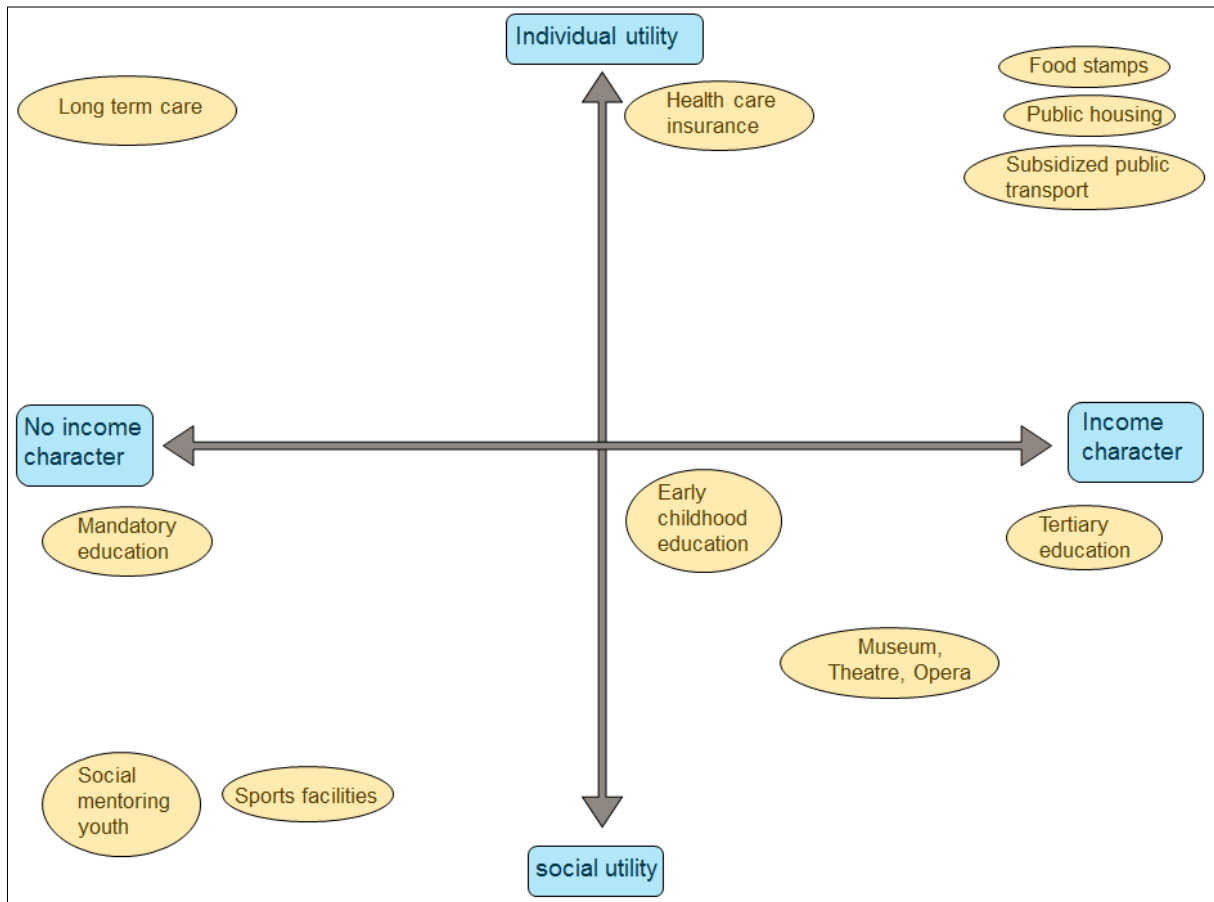 Individual utility
Food stamps
Long term care
Health care
insurance
Public housing
Subsidized public
transport
No income
character
Income
character
Mandatory
education
Early
childhood
education
Tertiary
education
Museum,
Theatre, Opera
Social
mentoring
youth
Sports facilities
social utility